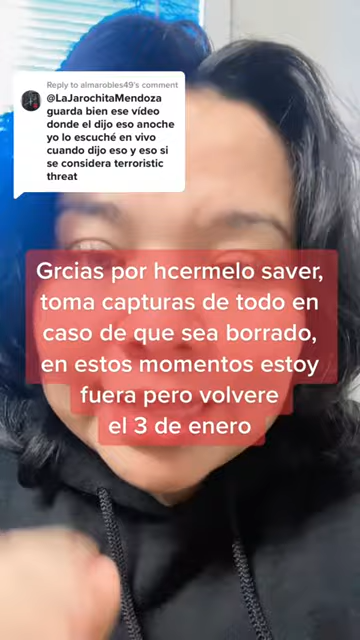 Reply to almarobles49's comment
@LaJarochitaMendoza
guarda bien ese vídeo
donde el dijo eso anoche
yo lo escuché en vivo
cuando dijo eso y eso si
se considera terroristic
threat
Grcias por hcermelo saver,
toma capturas de todo en
caso de que sea borrado,
en estos momentos estoy
fuera pero volvere
el 3 de enero